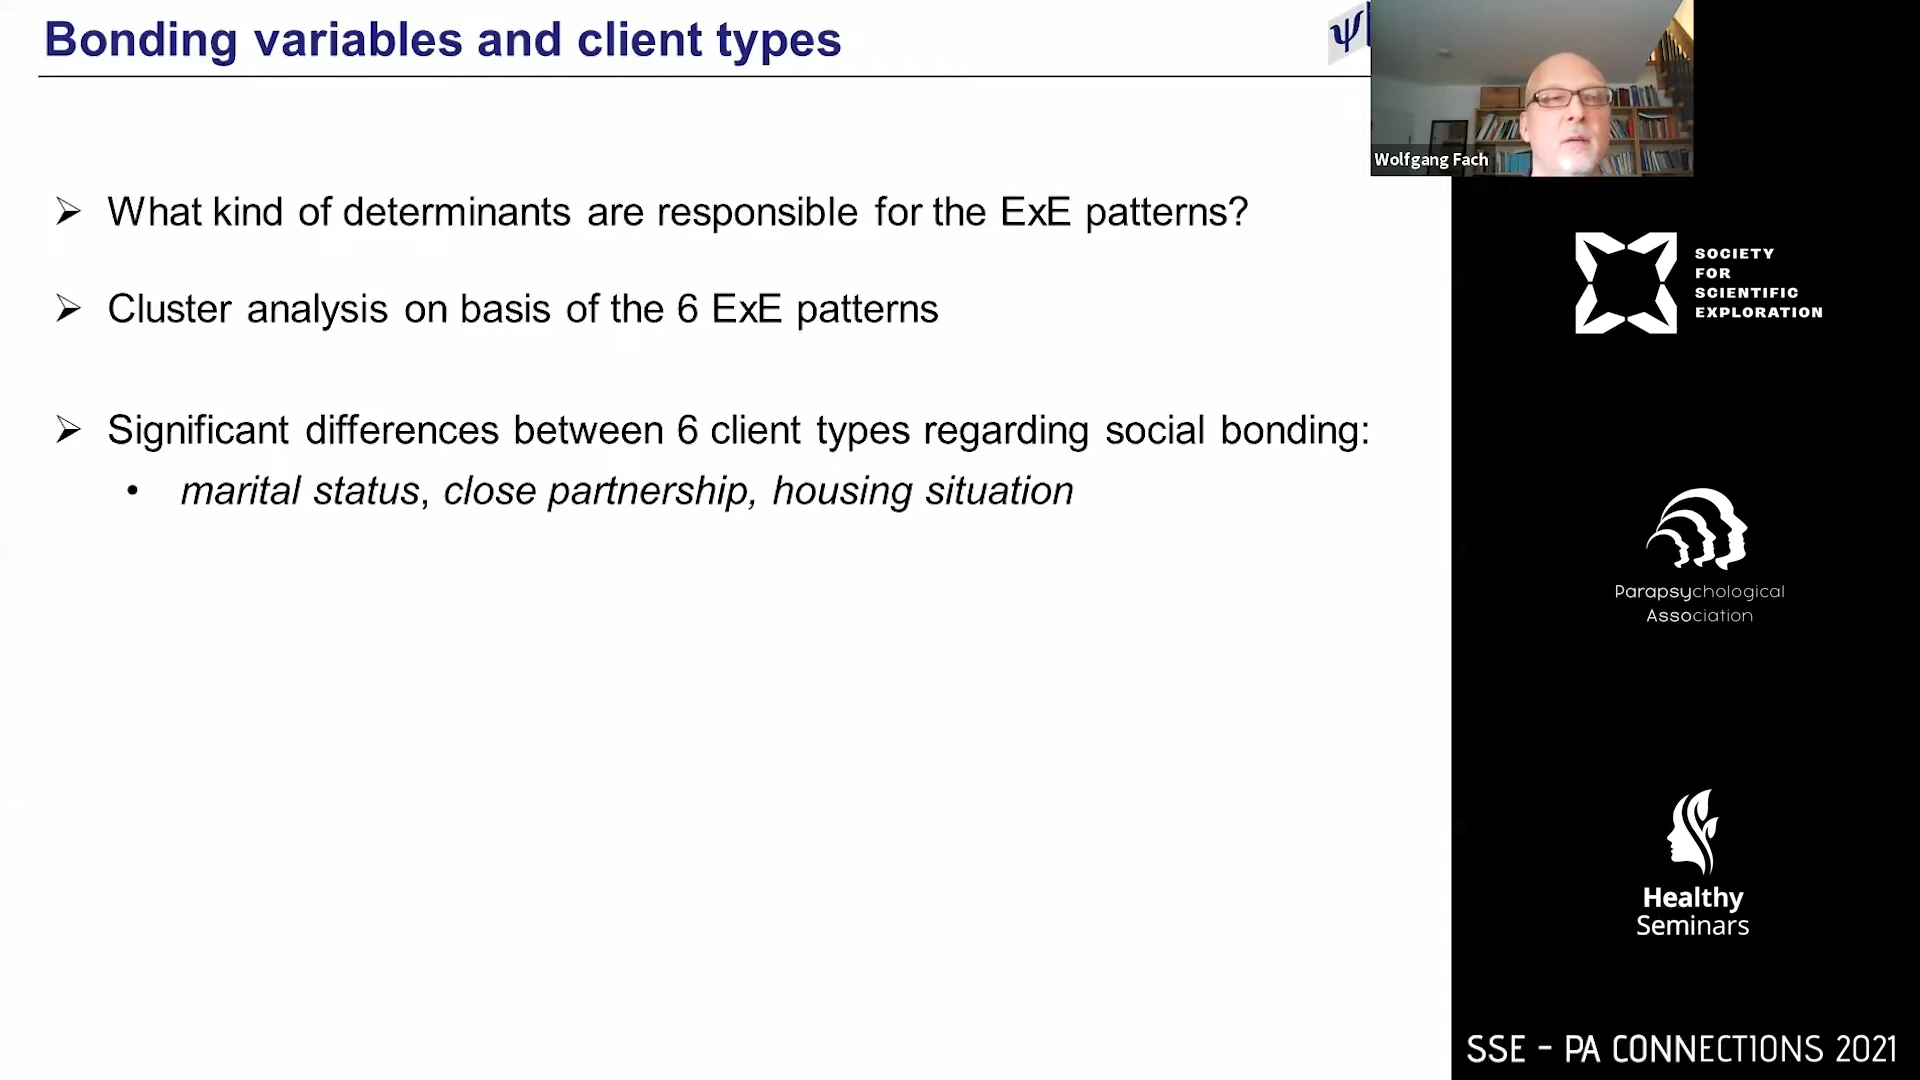 Bonding variables and client types
Ψ
Wolfgang Fach
➢ What kind of determinants are responsible for the ExE patterns?
➢ Cluster analysis on basis of the 6 ExE patterns
➢ Significant differences between 6 client types regarding social bonding:
• marital status, close partnership, housing situation
SOCIETY
FOR
SCIENTIFIC
EXPLORATION
Parapsychological
Association
Healthy
Seminars
SSE - PA CONNECTIONS 2021